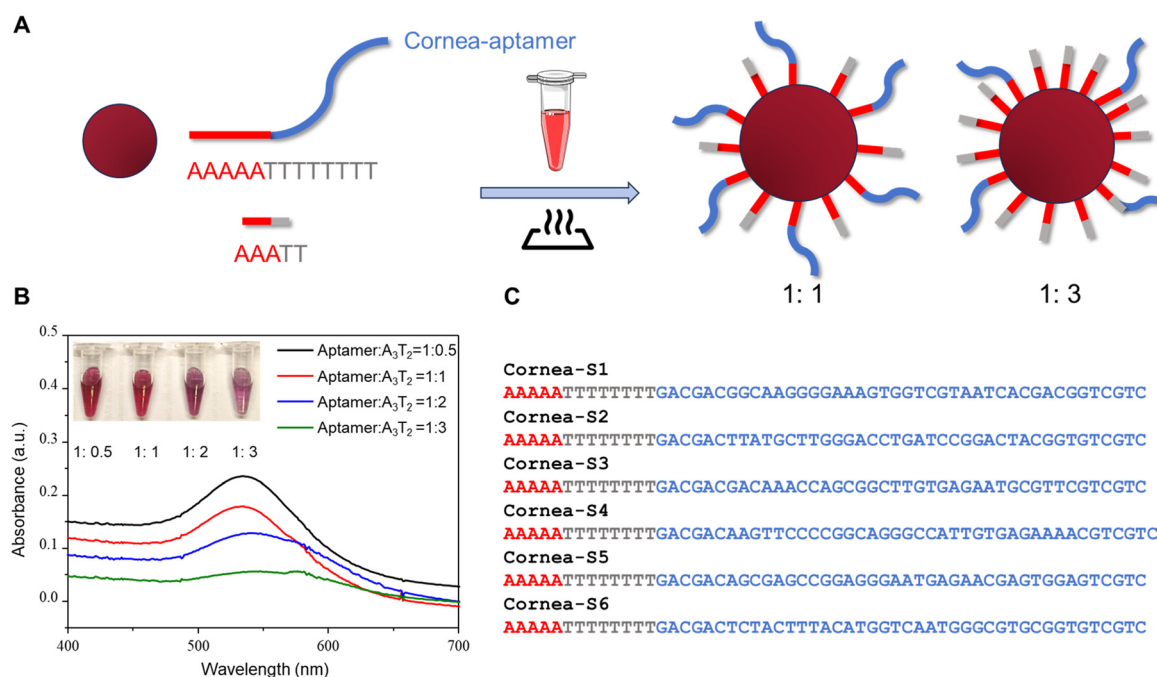 A
Cornea-aptamer
AAAAATTTTTTTT
AAATT
1: 1
1: 3
B
0.5
0.4
0.3
0.2
0.1
0.0
Absorbance (a.u.)
Aptamer:A₃T₂=1:0.5
Aptamer:A₃T₂=1:1
Aptamer:A₃T₂=1:2
Aptamer:A₃T₂=1:3
1: 0.5 1: 1 1: 2 1: 3
400 500 600 700
Wavelength (nm)
C
Cornea-S1
AAAAATTTTTTTTGACGACGGCAAGGGGAAAGTGGTCGTAATCACGACGGTCGTC
Cornea-S2
AAAAATTTTTTTTGACGACTTATGCTTGGGACCTGATCCGGACTACGGTGTCGTC
Cornea-S3
AAAAATTTTTTTTGACGACGACAAACCAGCGGCTTGTGAGAATGCGTTCGTCGTC
Cornea-S4
AAAAATTTTTTTTGACGACAAGTTCCCCGGCAGGGCCATTGTGAGAAAACGTCGTC
Cornea-S5
AAAAATTTTTTTTGACGACAGCGAGCCGGAGGGAATGAGAACGAGTGGAGTCGTC
Cornea-S6
AAAAATTTTTTTTGACGACTCTACTTTACATGGTCAATGGGCGTGCGGTGTCGTC